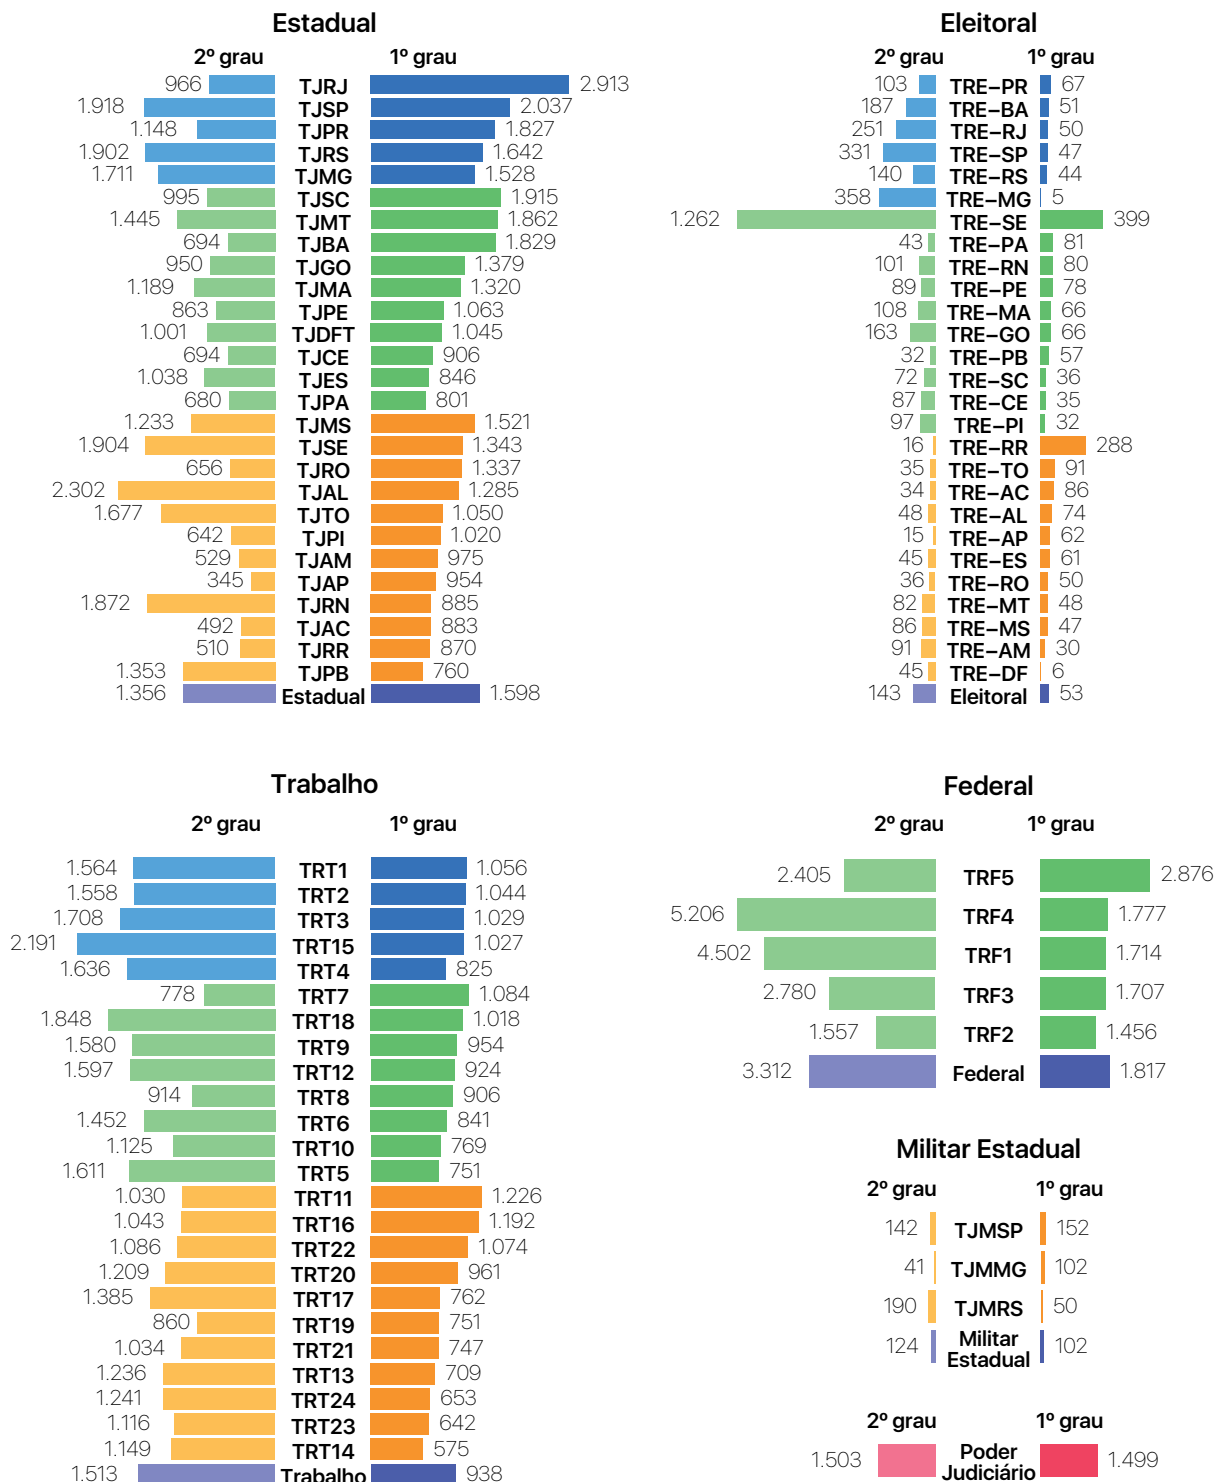 Estadual
2º grau 1º grau
966 TJRJ 2.913
1.918 TJSP 2.037
1.148 TJPR 1.827
1.902 TJRS 1.642
1.711 TJMG 1.528
995 TJSC 1.915
1.445 TJMT 1.862
694 TJBA 1.829
950 TJGO 1.379
1.189 TJMA 1.320
863 TJPE 1.063
1.001 TJDFT 1.045
694 TJCE 906
1.038 TJES 846
680 TJPA 801
1.233 TJMS 1.521
1.904 TJSE 1.343
656 TJRO 1.337
2.302 TJAL 1.285
1.677 TJTO 1.050
642 TJPI 1.020
529 TJAM 975
345 TJAP 954
1.872 TJRN 885
492 TJAC 883
510 TJRR 870
1.353 TJPB 760
1.356 Estadual 1.598
Eleitoral
2º grau 1º grau
103 TRE–PR 67
187 TRE–BA 51
251 TRE–RJ 50
331 TRE–SP 47
140 TRE–RS 44
358 TRE–MG 5
1.262 TRE–SE 399
43 TRE–PA 81
101 TRE–RN 80
89 TRE–PE 78
108 TRE–MA 66
163 TRE–GO 66
32 TRE–PB 57
72 TRE–SC 36
87 TRE–CE 35
97 TRE–PI 32
16 TRE–RR 288
35 TRE–TO 91
34 TRE–AC 86
48 TRE–AL 74
15 TRE–AP 62
45 TRE–ES 61
36 TRE–RO 50
82 TRE–MT 48
86 TRE–MS 47
91 TRE–AM 30
45 TRE–DF 6
143 Eleitoral 53
Trabalho
2º grau 1º grau
1.564 TRT1 1.056
1.558 TRT2 1.044
1.708 TRT3 1.029
2.191 TRT15 1.027
1.636 TRT4 825
778 TRT7 1.084
1.848 TRT18 1.018
1.580 TRT9 954
1.597 TRT12 924
914 TRT8 906
1.452 TRT6 841
1.125 TRT10 769
1.611 TRT5 751
1.030 TRT11 1.226
1.043 TRT16 1.192
1.086 TRT22 1.074
1.209 TRT20 961
1.385 TRT17 762
860 TRT19 751
1.034 TRT21 747
1.236 TRT13 709
1.241 TRT24 653
1.116 TRT23 642
1.149 TRT14 575
1.513 Trabalho 938
Federal
2º grau 1º grau
2.405 TRF5 2.876
5.206 TRF4 1.777
4.502 TRF1 1.714
2.780 TRF3 1.707
1.557 TRF2 1.456
3.312 Federal 1.817
Militar Estadual
2º grau 1º grau
142 TJMSP 152
41 TJMMG 102
190 TJMRS 50
124 Militar 102
Estadual
2º grau 1º grau
1.503 Poder 1.499
Judiciário